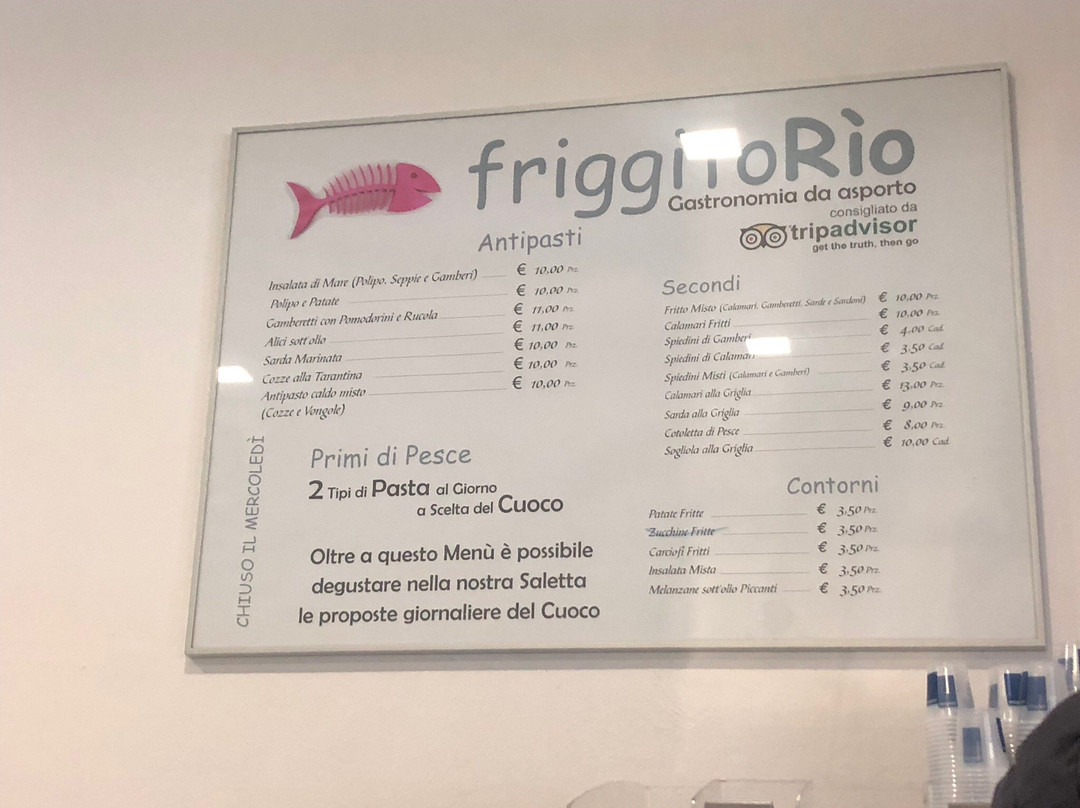 friggiToRìo
Gastronomia da asporto
consigliato da
tripadvisor
get the truth, then go
Antipasti
Insalata di Mare (Polipo, Seppie e Gamberi) € 10,00 Prz.
Polipo e Patate € 10,00 Prz.
Gamberetti con Pomodorini e Rucola € 11,00 Prz.
Alici sott'olio € 11,00 Prz.
Sarda Marinata € 10,00 Prz.
Cozze alla Tarantina € 10,00 Prz.
Antipasto caldo misto € 10,00 Prz.
(Cozze e Vongole)
CHIUSO IL MERCOLEDÌ
Primi di Pesce
2 Tipi di Pasta al Giorno
a Scelta del Cuoco
Oltre a questo Menù è possibile
degustare nella nostra Saletta
le proposte giornaliere del Cuoco
Secondi
Fritto Misto (Calamari, Gamberetti, Sarde e Sardoni) € 10,00 Prz.
Calamari Fritti € 10,00 Prz.
Spiedini di Gamberi € 4,00 Cad.
Spiedini di Calamari € 3,50 Cad.
Spiedini Misti (Calamari e Gamberi) € 3,50 Cad.
Calamari alla Griglia € 13,00 Prz.
Sarda alla Griglia € 9,00 Prz.
Cotoletta di Pesce € 8,00 Prz.
Sogliola alla Griglia € 10,00 Cad.
Contorni
Patate Fritte € 3,50 Prz.
Zucchine Fritte € 3,50 Prz.
Carciofi Fritti € 3,50 Prz.
Insalata Mista € 3,50 Prz.
Melanzane sott'olio Piccanti € 3,50 Prz.